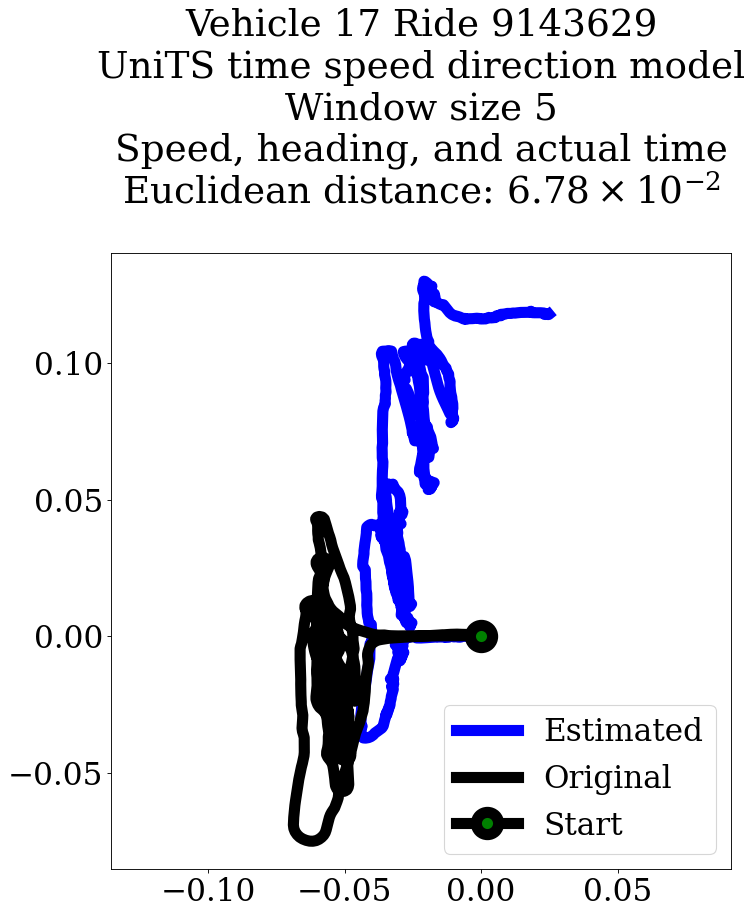 Vehicle 17 Ride 9143629
UniTS time speed direction model
Window size 5
Speed, heading, and actual time
Euclidean distance: 6.78 × 10⁻²
0.10
0.05
0.00
−0.05
Estimated
Original
Start
−0.10 −0.05 0.00 0.05